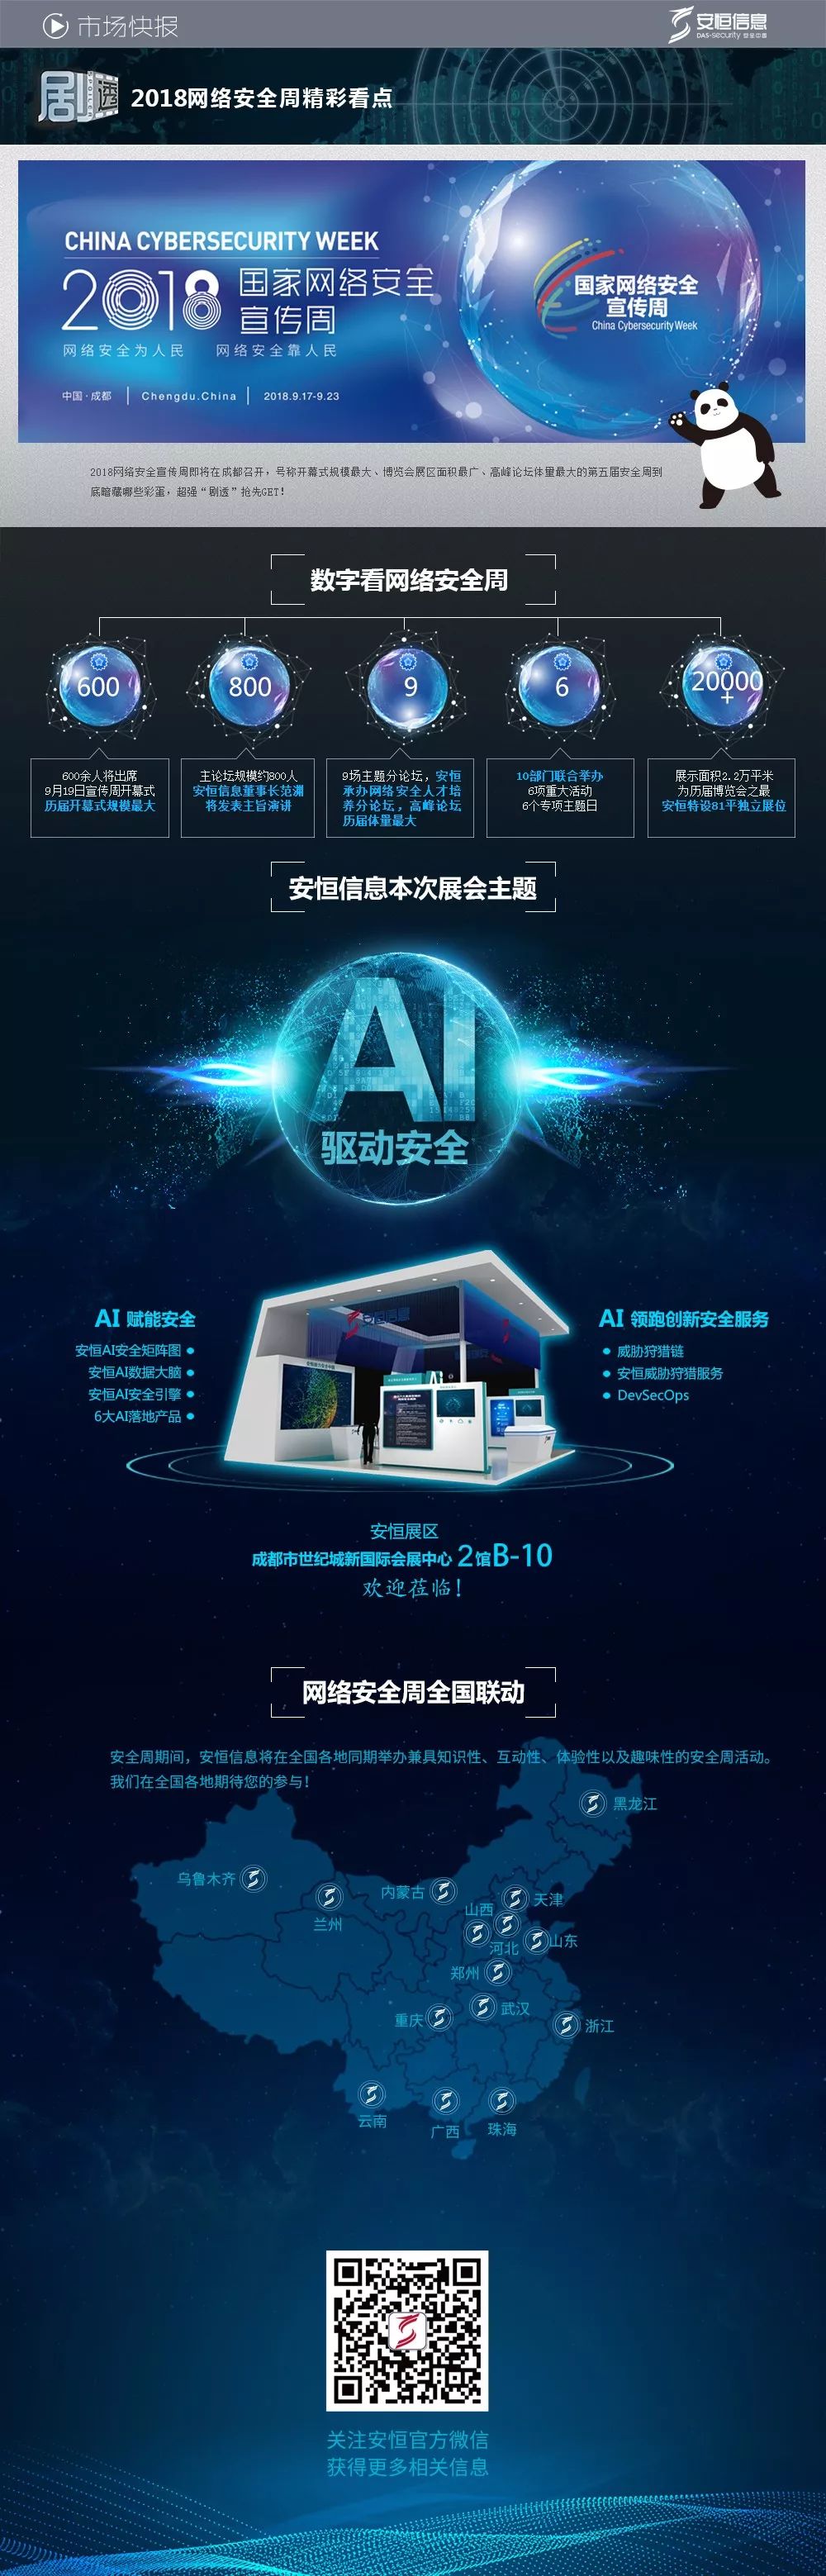 市场快报
安恒信息
DAS-security 安全中国
剧透
2018网络安全周精彩看点
CHINA CYBERSECURITY WEEK
2018 国家网络安全
宣传周
网络安全为人民 网络安全靠人民
中国·成都 Chengdu.China 2018.9.17-9.23
国家网络安全
宣传周
China Cybersecurity Week
2018网络安全宣传周即将在成都召开，号称开幕式规模最大、博览会展区面积最广、高峰论坛体量最大的第五届安全周到
底暗藏哪些彩蛋，超强“剧透”抢先GET！
数字看网络安全周
600
800
9
6
20000
+
600余人将出席
9月19日宣传周开幕式
历届开幕式规模最大
主论坛规模约800人
安恒信息董事长范渊
将发表主旨演讲
9场主题分论坛，安恒
承办网络安全人才培
养分论坛，高峰论坛
历届体量最大
10部门联合举办
6项重大活动
6个专项主题日
展示面积2.2万平米
为历届博览会之最
安恒特设81平独立展位
安恒信息本次展会主题
AI
驱动安全
AI 赋能安全
安恒AI安全矩阵图
安恒AI数据大脑
安恒AI安全引擎
6大AI落地产品
安恒信息
AI 领跑创新安全服务
威胁狩猎链
安恒威胁狩猎服务
DevSecOps
安恒展区
成都市世纪城新国际会展中心 2馆B-10
欢迎莅临！
网络安全周全国联动
安全周期间，安恒信息将在全国各地同期举办兼具知识性、互动性、体验性以及趣味性的安全周活动。
我们在全国各地期待您的参与！
黑龙江
乌鲁木齐
兰州
内蒙古
天津
山西
河北
山东
郑州
武汉
重庆
浙江
云南
广西
珠海
关注安恒官方微信
获得更多相关信息